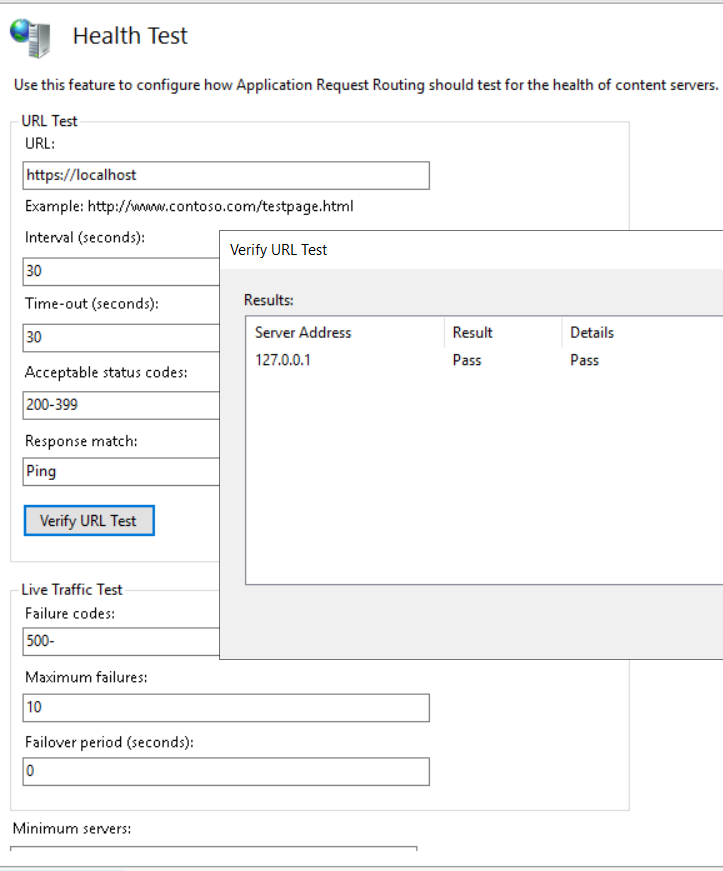 Health Test
Use this feature to configure how Application Request Routing should test for the health of content servers.
URL Test
URL:
https://localhost
Example: http://www.contoso.com/testpage.html
Interval (seconds):
30
Time-out (seconds):
30
Acceptable status codes:
200-399
Response match:
Ping
Verify URL Test
Verify URL Test
Results:
Server Address Result Details
127.0.0.1 Pass Pass
Live Traffic Test
Failure codes:
500-
Maximum failures:
10
Failover period (seconds):
0
Minimum servers: